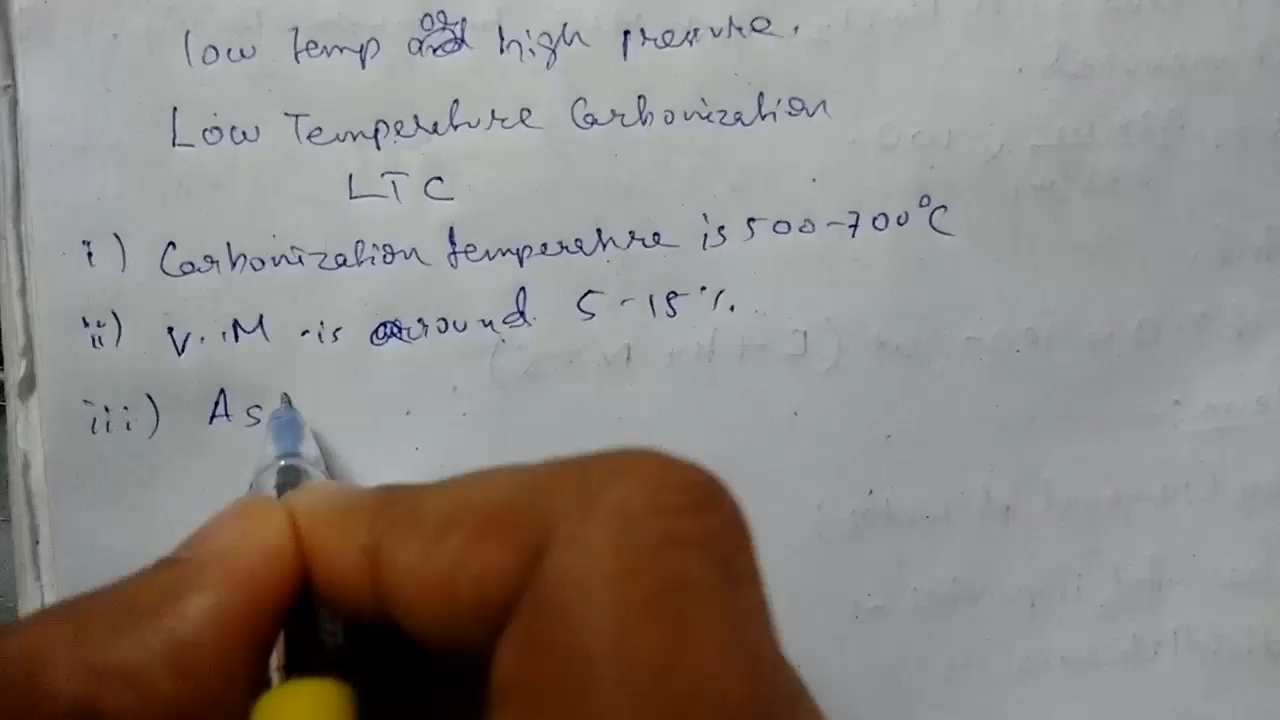 low temp or high pressure.
Low Temperature Carbonization
LTC
i) Carbonization temperature is 500-700°C
ii) V.M is around 5-15%.
iii) As